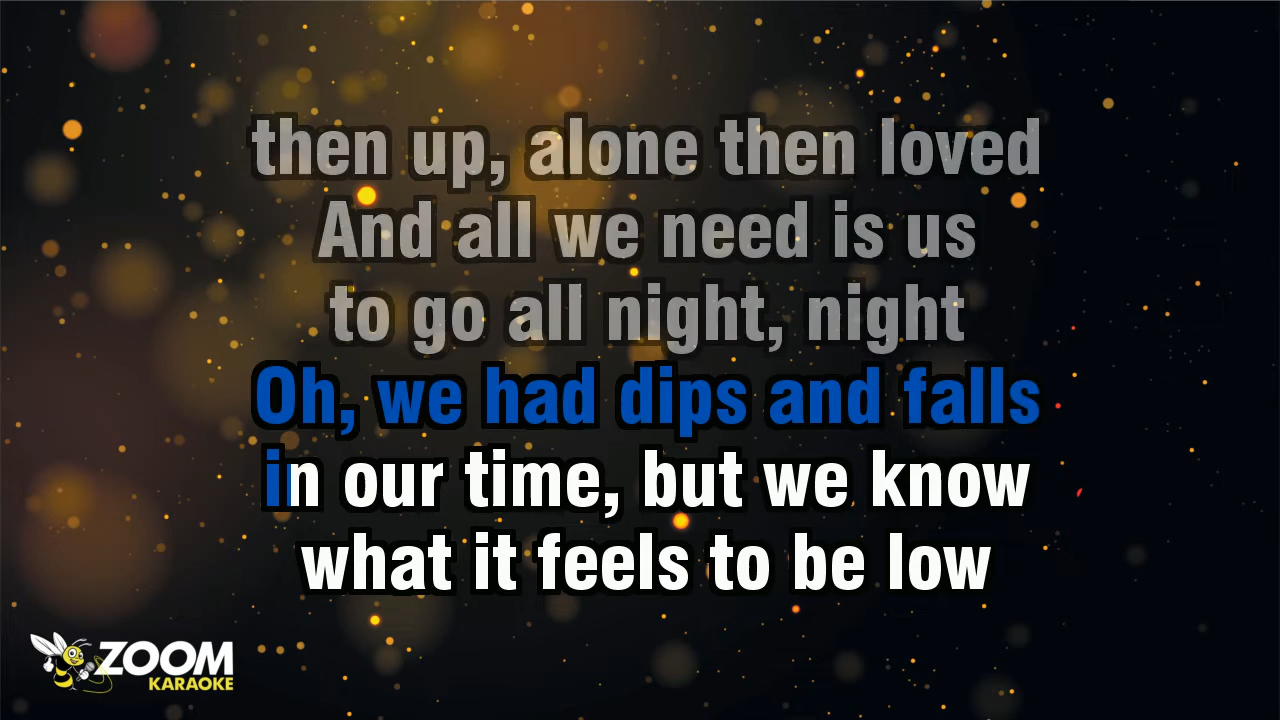 then up, alone then loved
And all we need is us
to go all night, night
Oh, we had dips and falls
in our time, but we know
what it feels to be low
ZOOM
KARAOKE